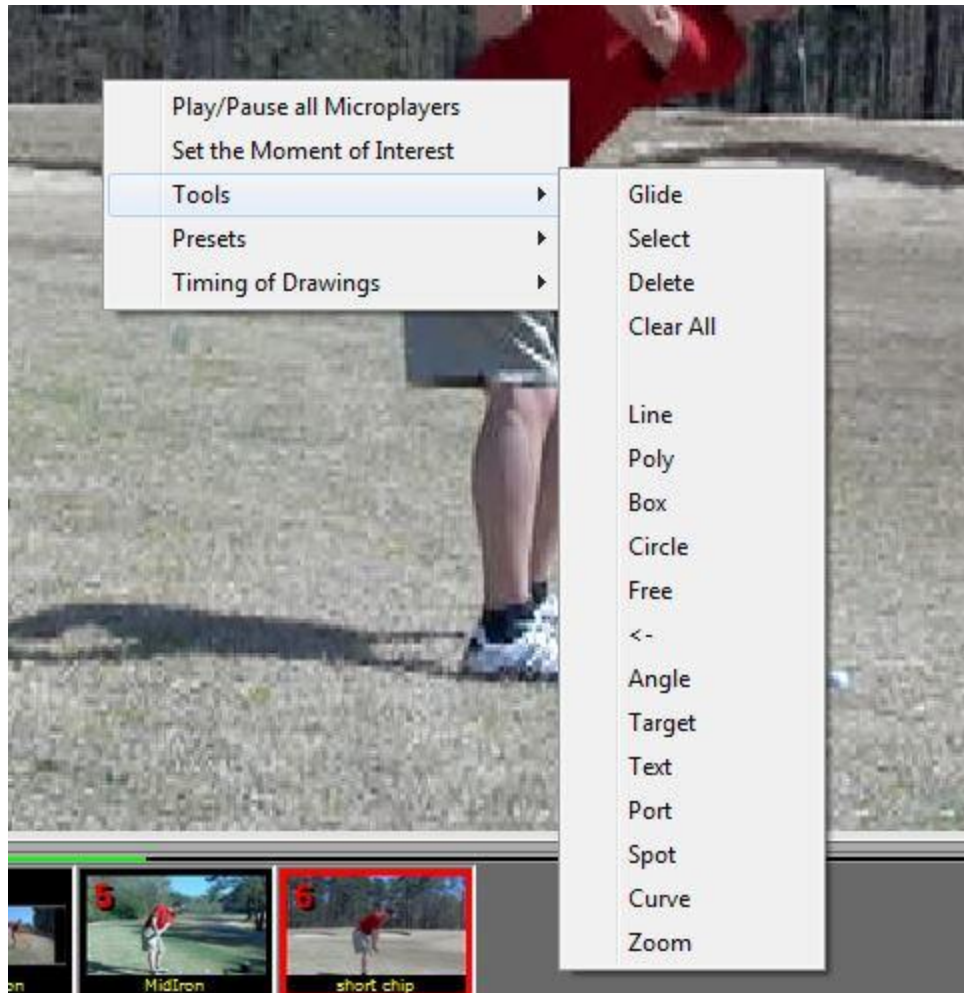 Play/Pause all Microplayers
Set the Moment of Interest
Tools
Presets
Timing of Drawings
Glide
Select
Delete
Clear All
Line
Poly
Box
Circle
Free
<-
Angle
Target
Text
Port
Spot
Curve
Zoom
5
6
on
MidIron
short chip